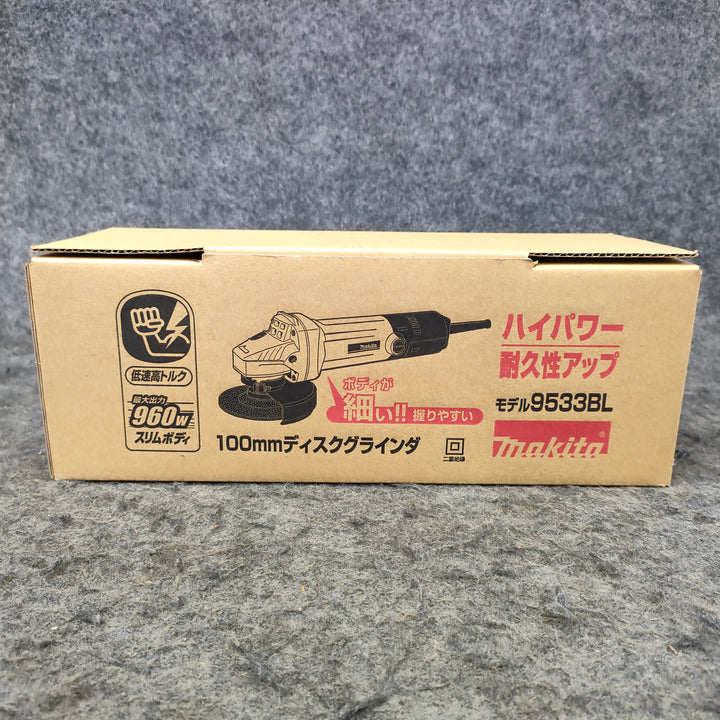 低速高トルク
最大出力
960W
スリムボディ
makita
ボディが
細い!! 握りやすい
100mmディスクグラインダ
二重絶縁
ハイパワー
耐久性アップ
モデル9533BL
makita®